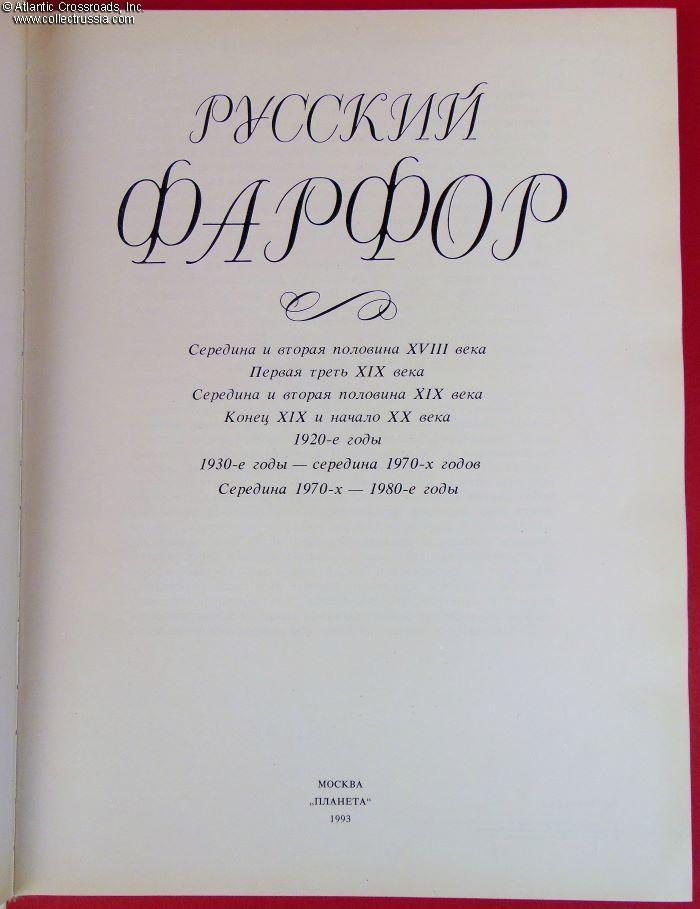 © Atlantic Crossroads, Inc.
www.collectrussia.com
РУССКИЙ
ФАРФОР
Середина и вторая половина XVIII века
Первая треть XIX века
Середина и вторая половина XIX века
Конец XIX и начало XX века
1920-е годы
1930-е годы — середина 1970-х годов
Середина 1970-х — 1980-е годы
МОСКВА
„ПЛАНЕТА“
1993